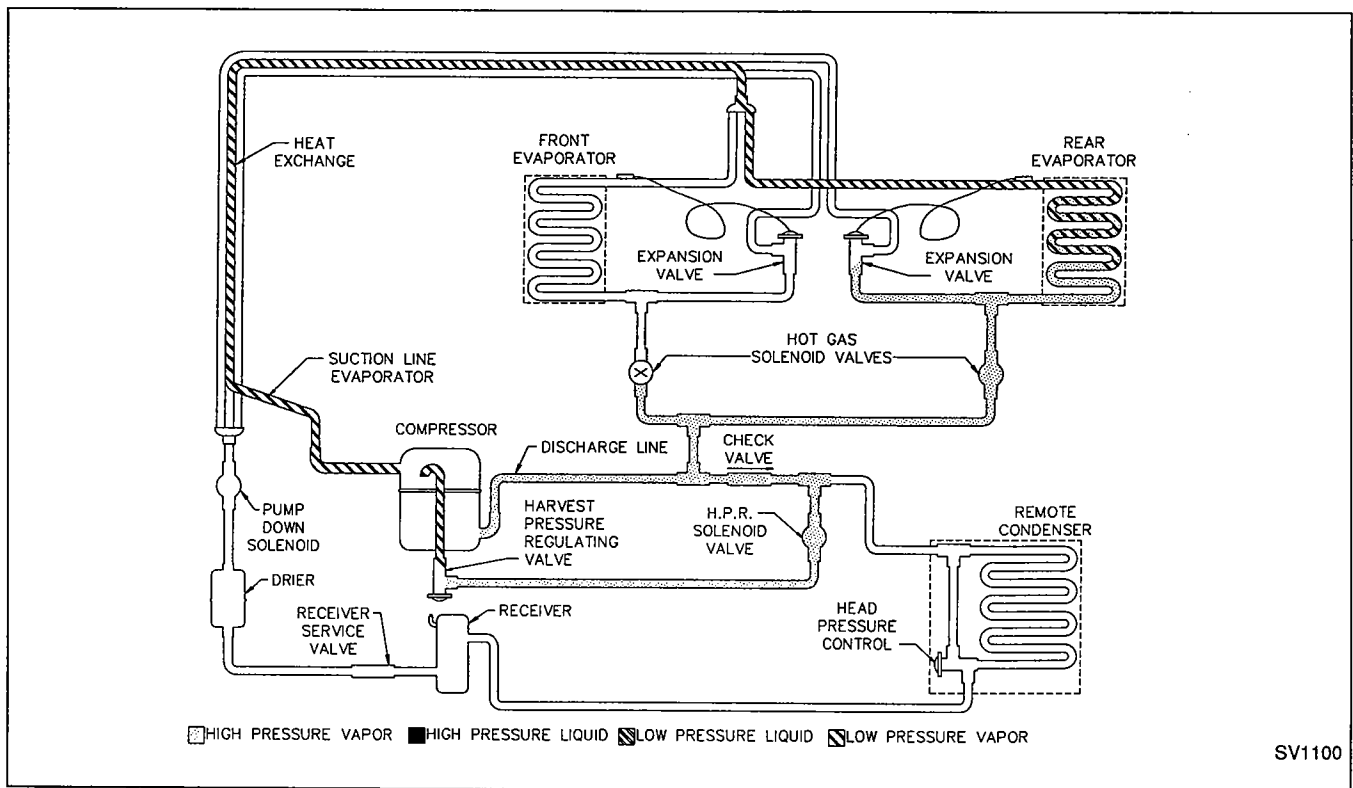 HEAT
EXCHANGE
FRONT
EVAPORATOR
REAR
EVAPORATOR
EXPANSION
VALVE
EXPANSION
VALVE
HOT GAS
SOLENOID VALVES
SUCTION LINE
EVAPORATOR
COMPRESSOR
DISCHARGE LINE
CHECK
VALVE
PUMP
DOWN
SOLENOID
HARVEST
PRESSURE
REGULATING
VALVE
H.P.R.
SOLENOID
VALVE
REMOTE
CONDENSER
DRIER
RECEIVER
SERVICE
VALVE
RECEIVER
HEAD
PRESSURE
CONTROL
HIGH PRESSURE VAPOR HIGH PRESSURE LIQUID LOW PRESSURE LIQUID LOW PRESSURE VAPOR
SV1100